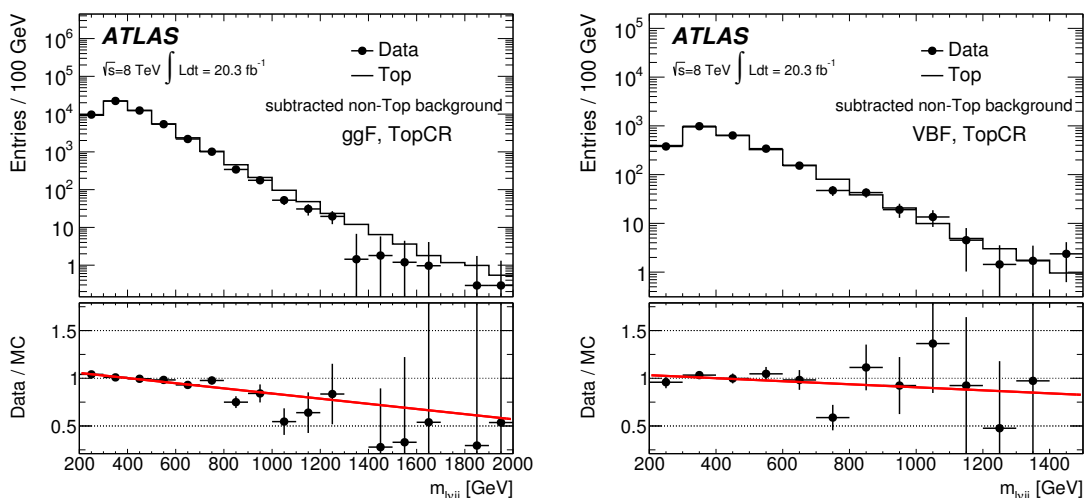 ATLAS
√s=8 TeV ∫ Ldt = 20.3 fb⁻¹
Data
Top
subtracted non-Top background
ggF, TopCR
Entries / 100 GeV
10⁶
10⁵
10⁴
10³
10²
10
1
Data / MC
1.5
1
0.5
200 400 600 800 1000 1200 1400 1600 1800 2000
m_lνjj [GeV]
ATLAS
√s=8 TeV ∫ Ldt = 20.3 fb⁻¹
Data
Top
subtracted non-Top background
VBF, TopCR
Entries / 100 GeV
10⁵
10⁴
10³
10²
10
1
Data / MC
1.5
1
0.5
200 400 600 800 1000 1200 1400
m_lνjj [GeV]